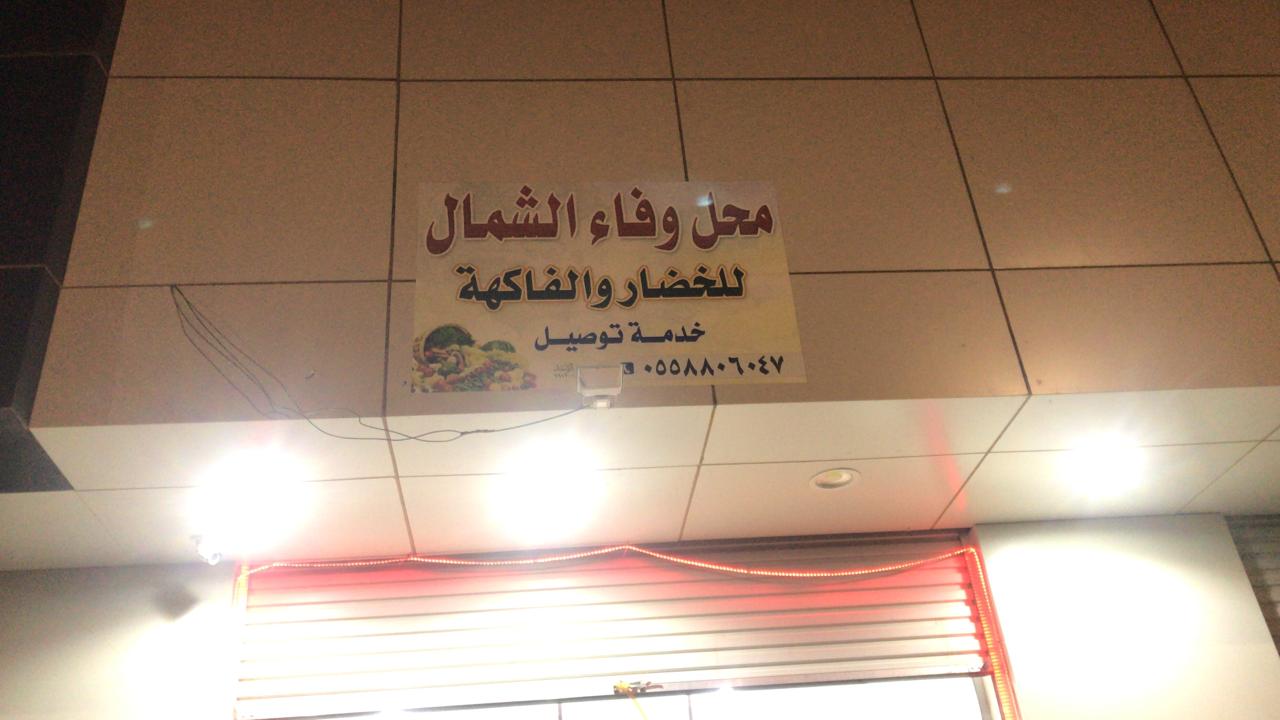 محل وفاء الشمال
للخضار والفاكهة
خدمة توصيل
٠٥٥٨٨٠٦٠٤٧